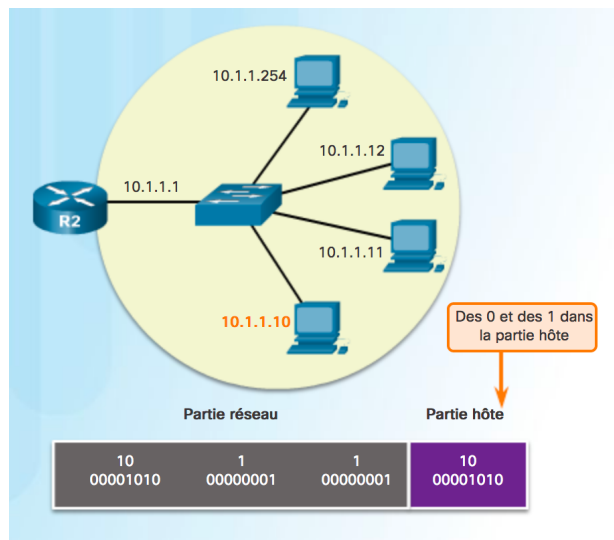 10.1.1.254
10.1.1.12
10.1.1.1
R2
10.1.1.11
10.1.1.10
Des 0 et des 1 dans
la partie hôte
Partie réseau
Partie hôte
10 1 1 10
00001010 00000001 00000001 00001010